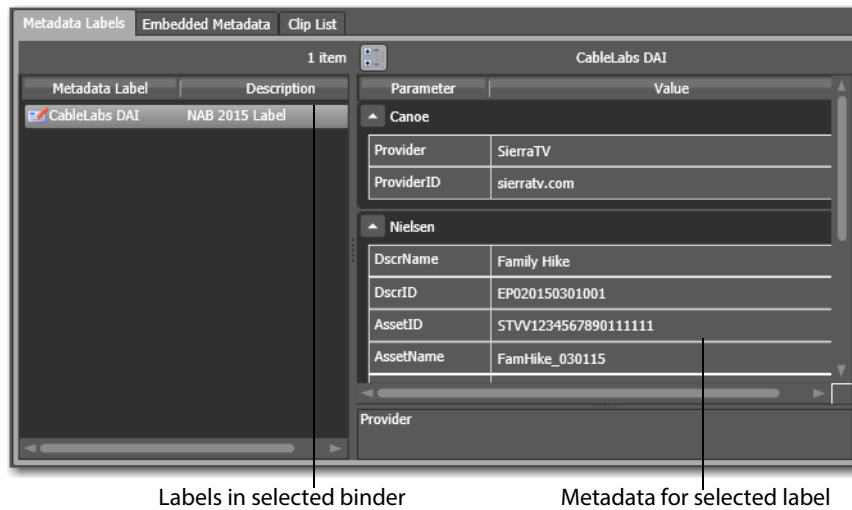 Metadata Labels Embedded Metadata Clip List
1 item CableLabs DAI
Metadata Label Description Parameter Value
CableLabs DAI NAB 2015 Label
Canoe
Provider SierraTV
ProviderID sierratv.com
Nielsen
DscrName Family Hike
DscrID EP020150301001
AssetID STVV1234567890111111
AssetName FamHike_030115
Provider
Labels in selected binder Metadata for selected label